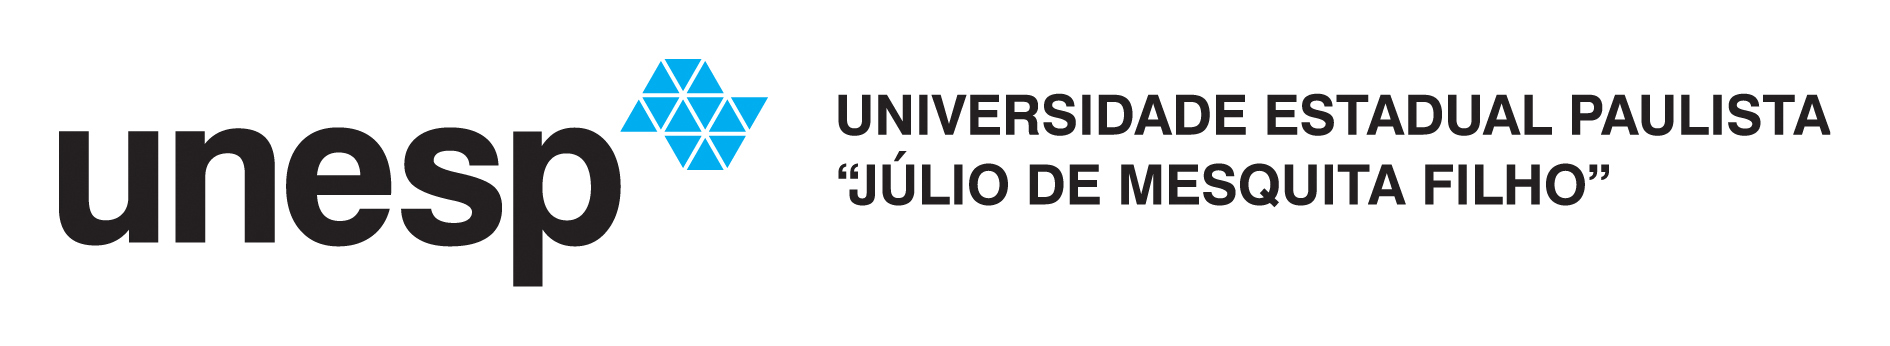 unesp
UNIVERSIDADE ESTADUAL PAULISTA
“JÚLIO DE MESQUITA FILHO”